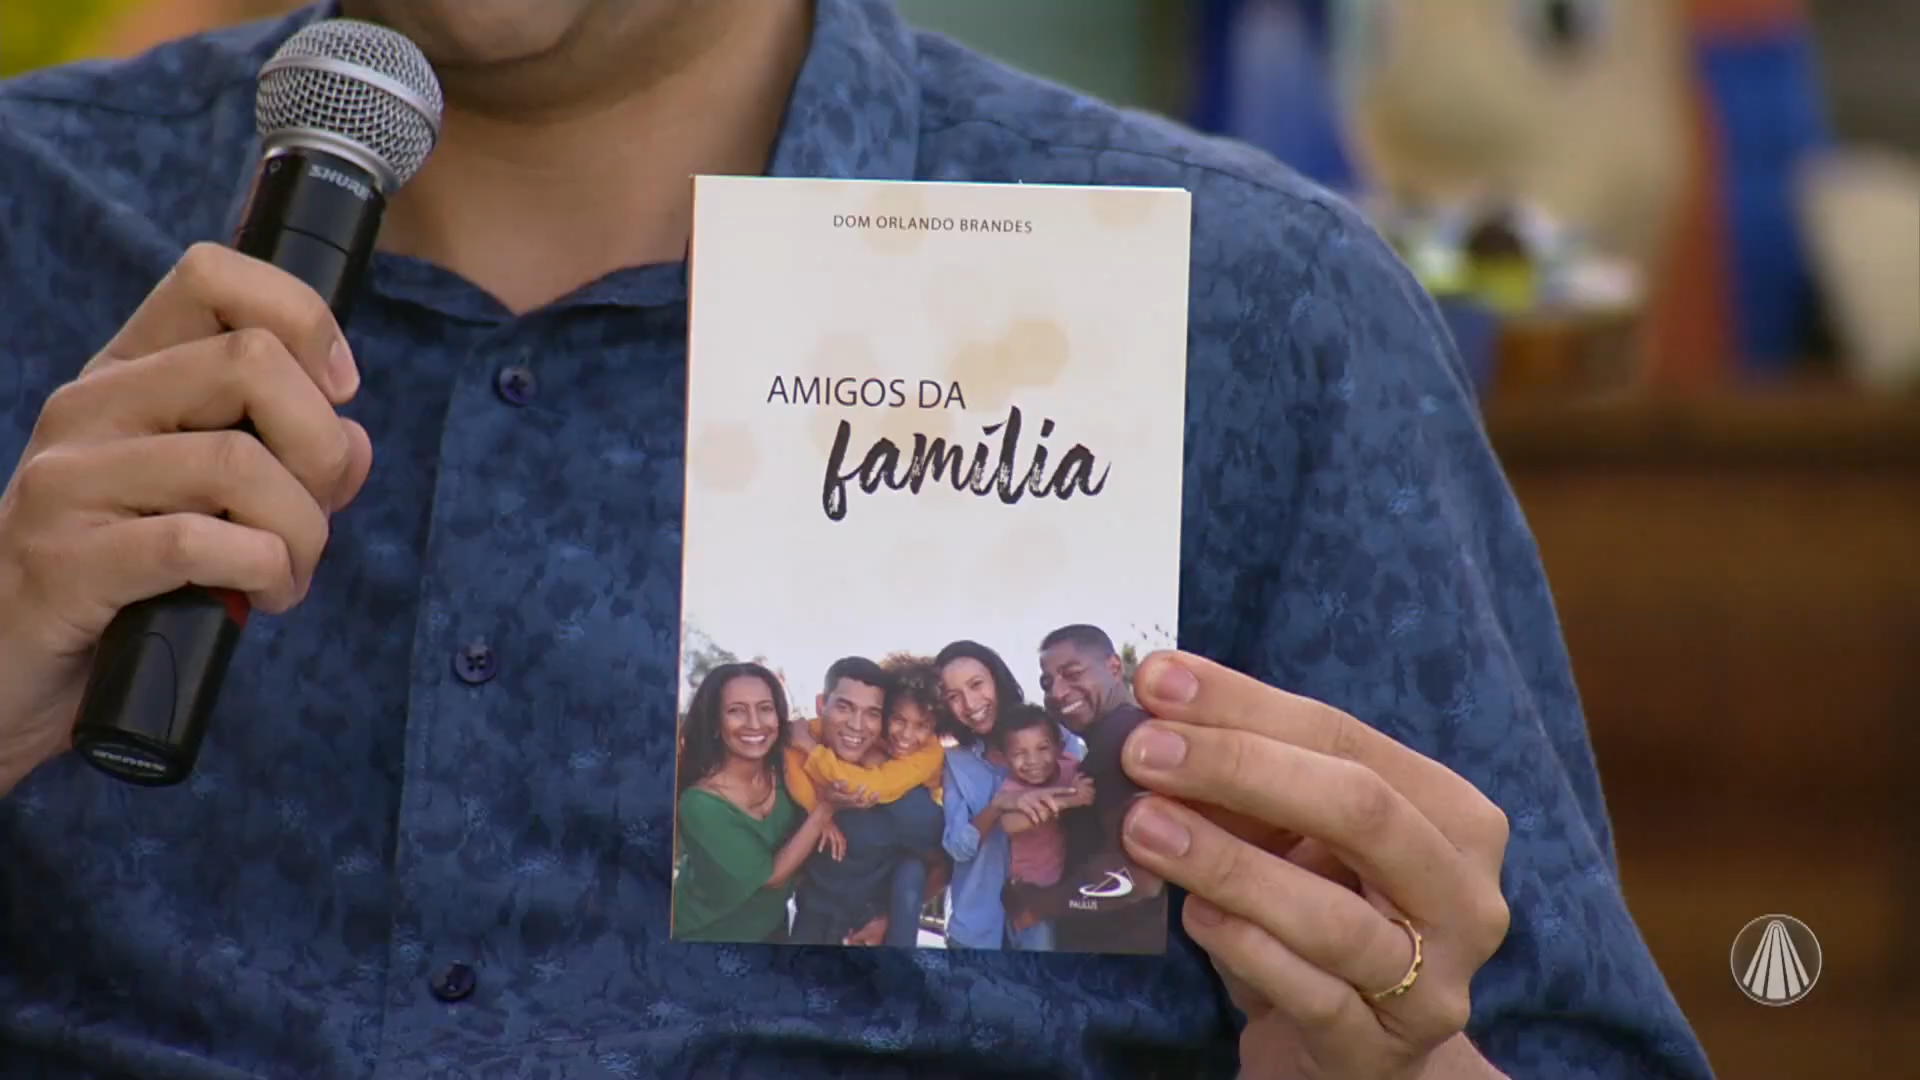 SHURE
DOM ORLANDO BRANDES
AMIGOS DA
família
PAULUS